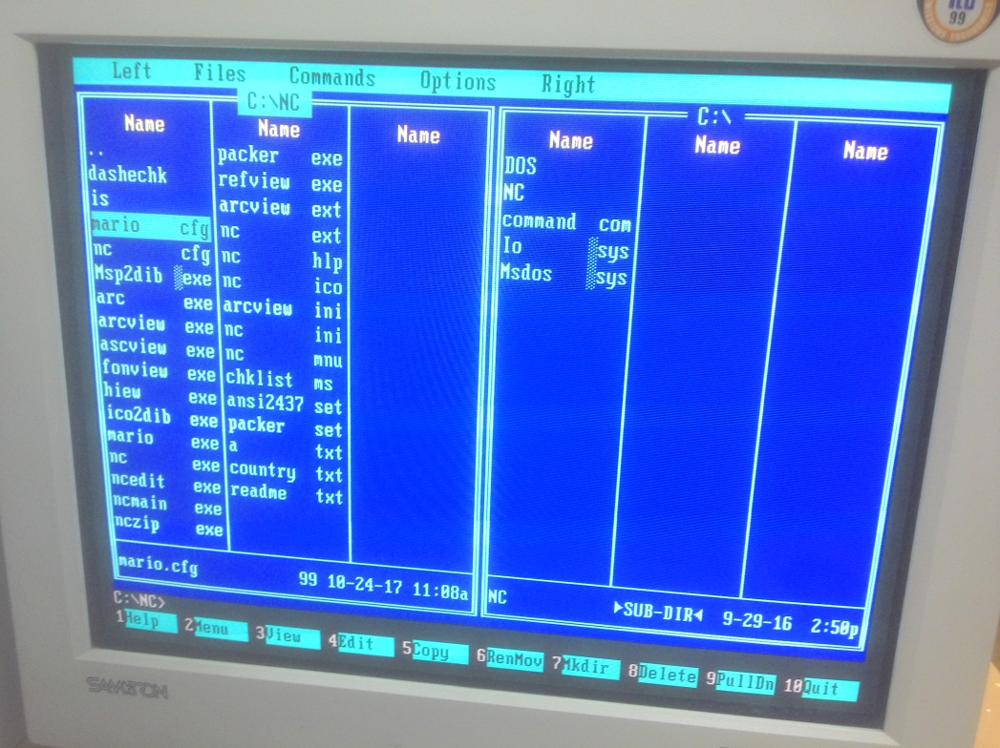 99
Left Files Commands Options Right
C:\NC
Name Name Name
.. packer exe
dashechk refview exe
is arcview ext
mario cfg nc ext
nc cfg nc hlp
Msp2dib exe nc ico
arc exe arcview ini
arcview exe nc ini
ascview exe nc mnu
fonview exe chklist ms
hiew exe ansi2437 set
ico2dib exe packer set
mario exe a txt
nc exe country txt
ncedit exe readme txt
ncmain exe
nczip exe
mario.cfg 99 10-24-17 11:08a
C:\
Name Name Name
DOS
NC
command com
Io sys
Msdos sys
NC ►SUB-DIR◄ 9-29-16 2:50p
C:\NC>
1Help 2Menu 3View 4Edit 5Copy 6RenMov 7Mkdir 8Delete 9PullDn 10Quit
SAMTRON